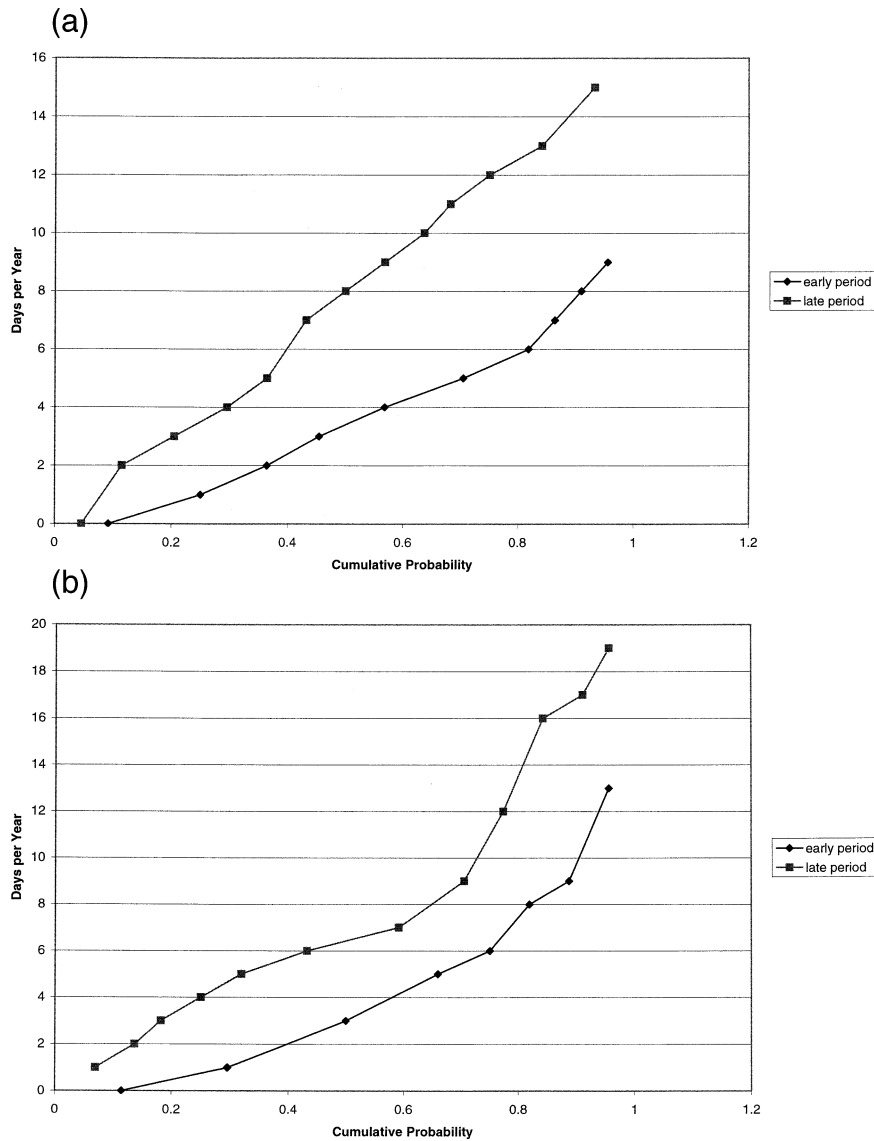 (a)
16
14
12
10
8
6
4
2
0
Days per Year
0 0.2 0.4 0.6 0.8 1 1.2
Cumulative Probability
early period
late period
(b)
20
18
16
14
12
10
8
6
4
2
0
Days per Year
0 0.2 0.4 0.6 0.8 1 1.2
Cumulative Probability
early period
late period